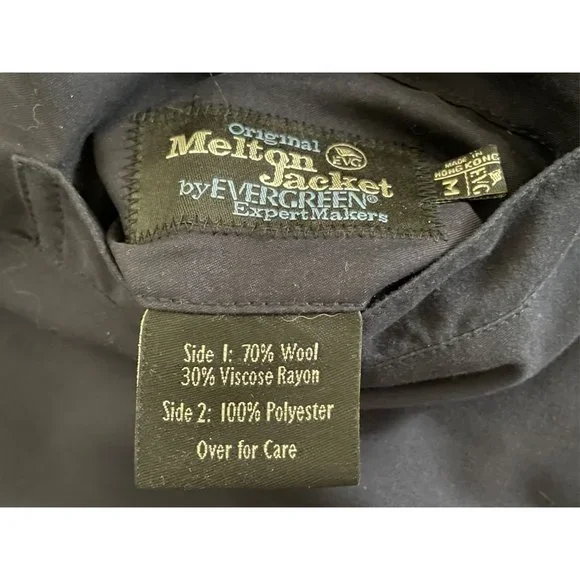 Original
Melton
EVG
Jacket
by EVERGREEN®
Expert Makers
MADE IN
HONG KONG
EVG
M
Side 1: 70% Wool
30% Viscose Rayon
Side 2: 100% Polyester
Over for Care